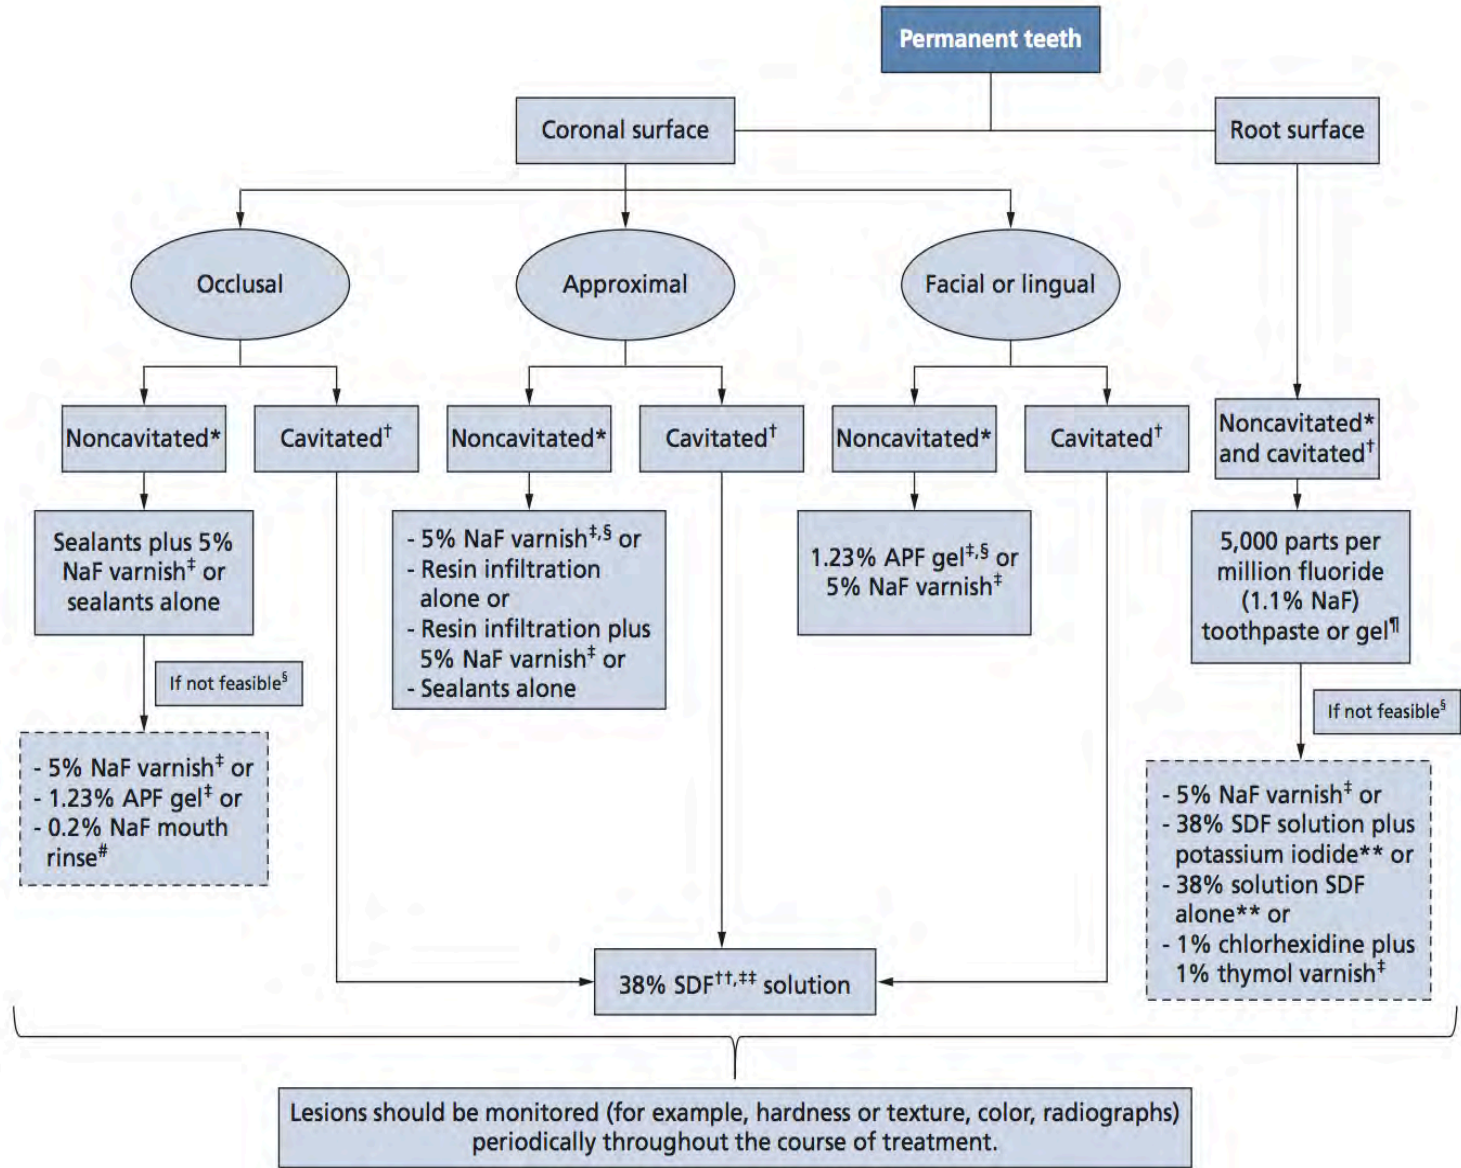 Permanent teeth
Coronal surface
Root surface
Occlusal
Approximal
Facial or lingual
Noncavitated*
Cavitated†
Noncavitated*
Cavitated†
Noncavitated*
Cavitated†
Noncavitated*
and cavitated†
Sealants plus 5%
NaF varnish‡ or
sealants alone
- 5% NaF varnish‡,§ or
- Resin infiltration
alone or
- Resin infiltration plus
5% NaF varnish‡ or
- Sealants alone
1.23% APF gel‡,§ or
5% NaF varnish‡
5,000 parts per
million fluoride
(1.1% NaF)
toothpaste or gel¶
If not feasible§
If not feasible§
- 5% NaF varnish‡ or
- 1.23% APF gel‡ or
- 0.2% NaF mouth
rinse#
- 5% NaF varnish‡ or
- 38% SDF solution plus
potassium iodide** or
- 38% solution SDF
alone** or
- 1% chlorhexidine plus
1% thymol varnish‡
38% SDF††,‡‡ solution
Lesions should be monitored (for example, hardness or texture, color, radiographs)
periodically throughout the course of treatment.